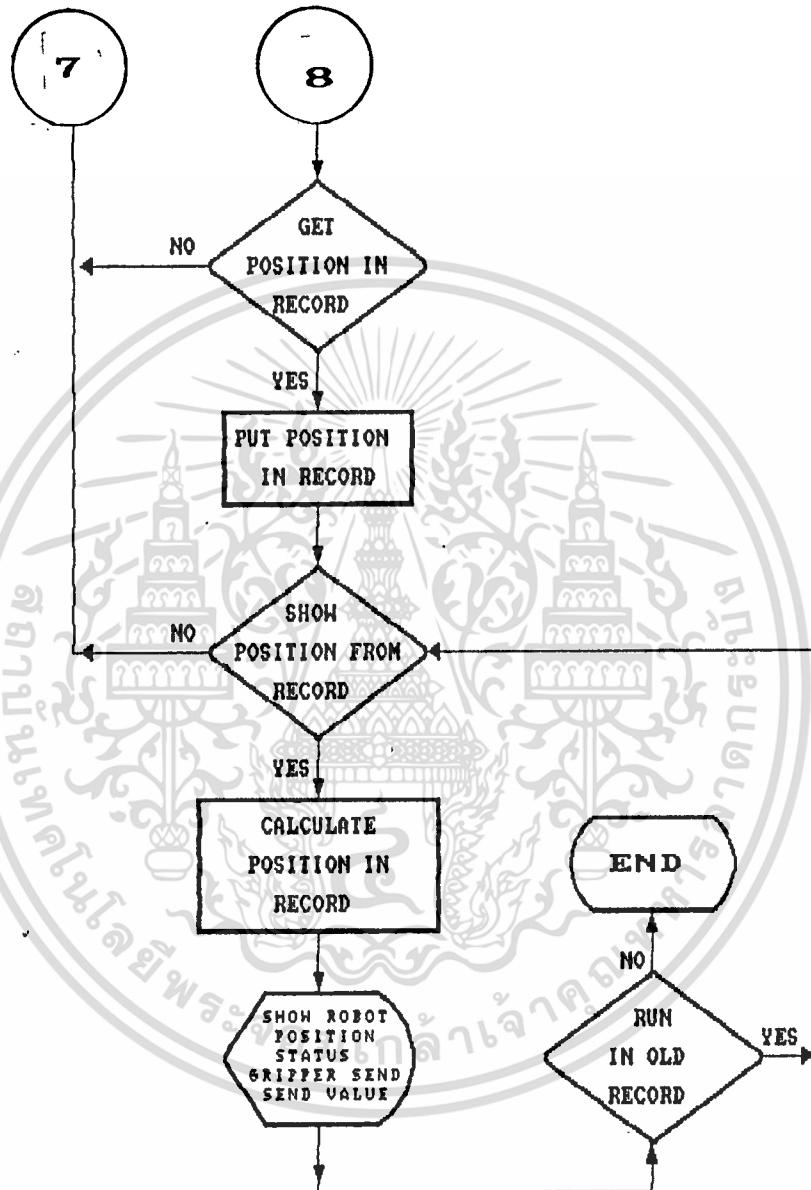 7
8
GET
POSITION IN
RECORD
NO
YES
PUT POSITION
IN RECORD
SHOW
POSITION FROM
RECORD
NO
YES
CALCULATE
POSITION IN
RECORD
END
NO
SHOW ROBOT
POSITION
STATUS
GRIPPER SEND
SEND VALUE
RUN
IN OLD
RECORD
YES